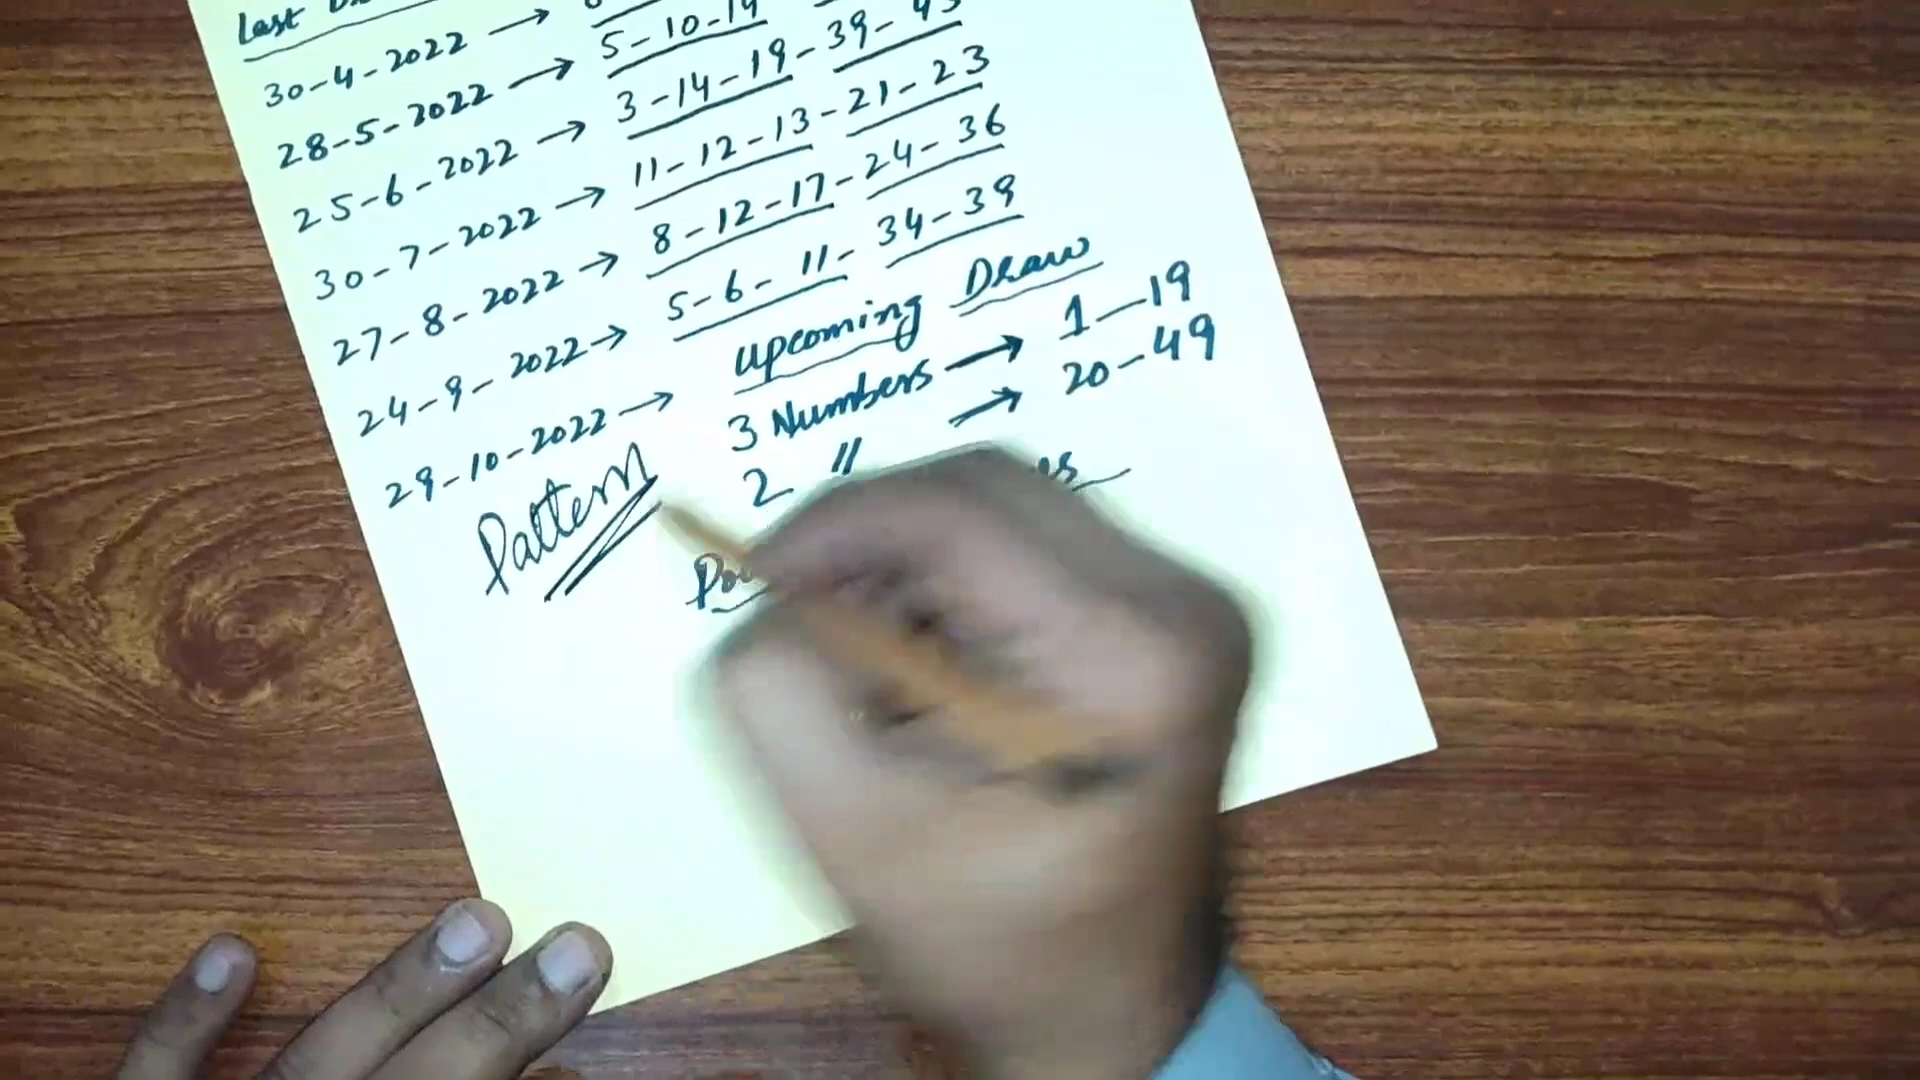 Last
30-4-2022 →
28-5-2022 → 5-10-14
25-6-2022 → 3-14-19-39-
30-7-2022 → 11-12-13-21-23
27-8-2022 → 8-12-17-24-36
24-9-2022 → 5-6-11-34-39
29-10-2022 → Upcoming Draw
3 Numbers → 1-19
2 〃 → 20-49
Pattern